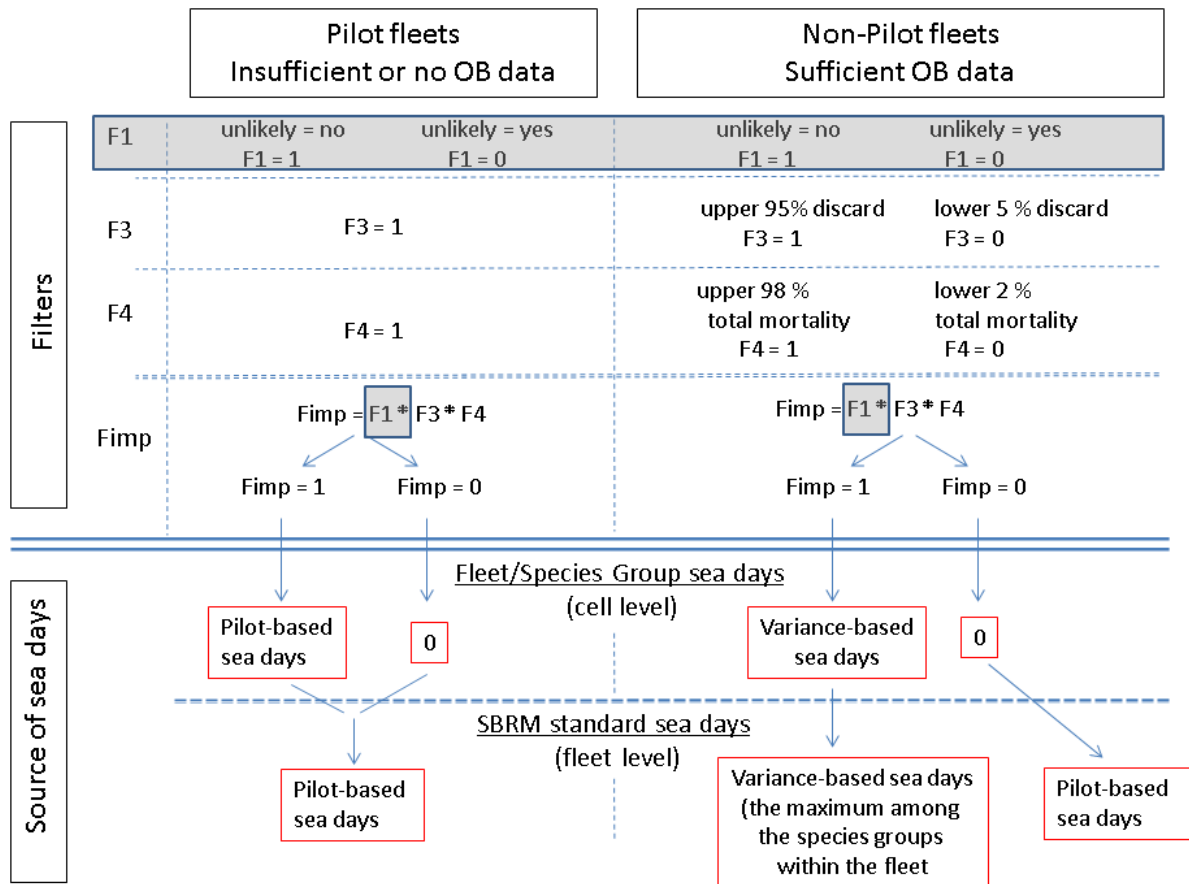 Pilot fleets
Insufficient or no OB data
Non-Pilot fleets
Sufficient OB data
Filters
F1
unlikely = no
F1 = 1
unlikely = yes
F1 = 0
unlikely = no
F1 = 1
unlikely = yes
F1 = 0
F3
F3 = 1
upper 95% discard
F3 = 1
lower 5 % discard
F3 = 0
F4
F4 = 1
upper 98 %
total mortality
F4 = 1
lower 2 %
total mortality
F4 = 0
Fimp
Fimp = F1 * F3 * F4
Fimp = 1
Fimp = 0
Fimp = F1 * F3 * F4
Fimp = 1
Fimp = 0
Source of sea days
Fleet/Species Group sea days
(cell level)
Pilot-based
sea days
0
Variance-based
sea days
0
SBRM standard sea days
(fleet level)
Pilot-based
sea days
Variance-based sea days
(the maximum among
the species groups
within the fleet
Pilot-based
sea days